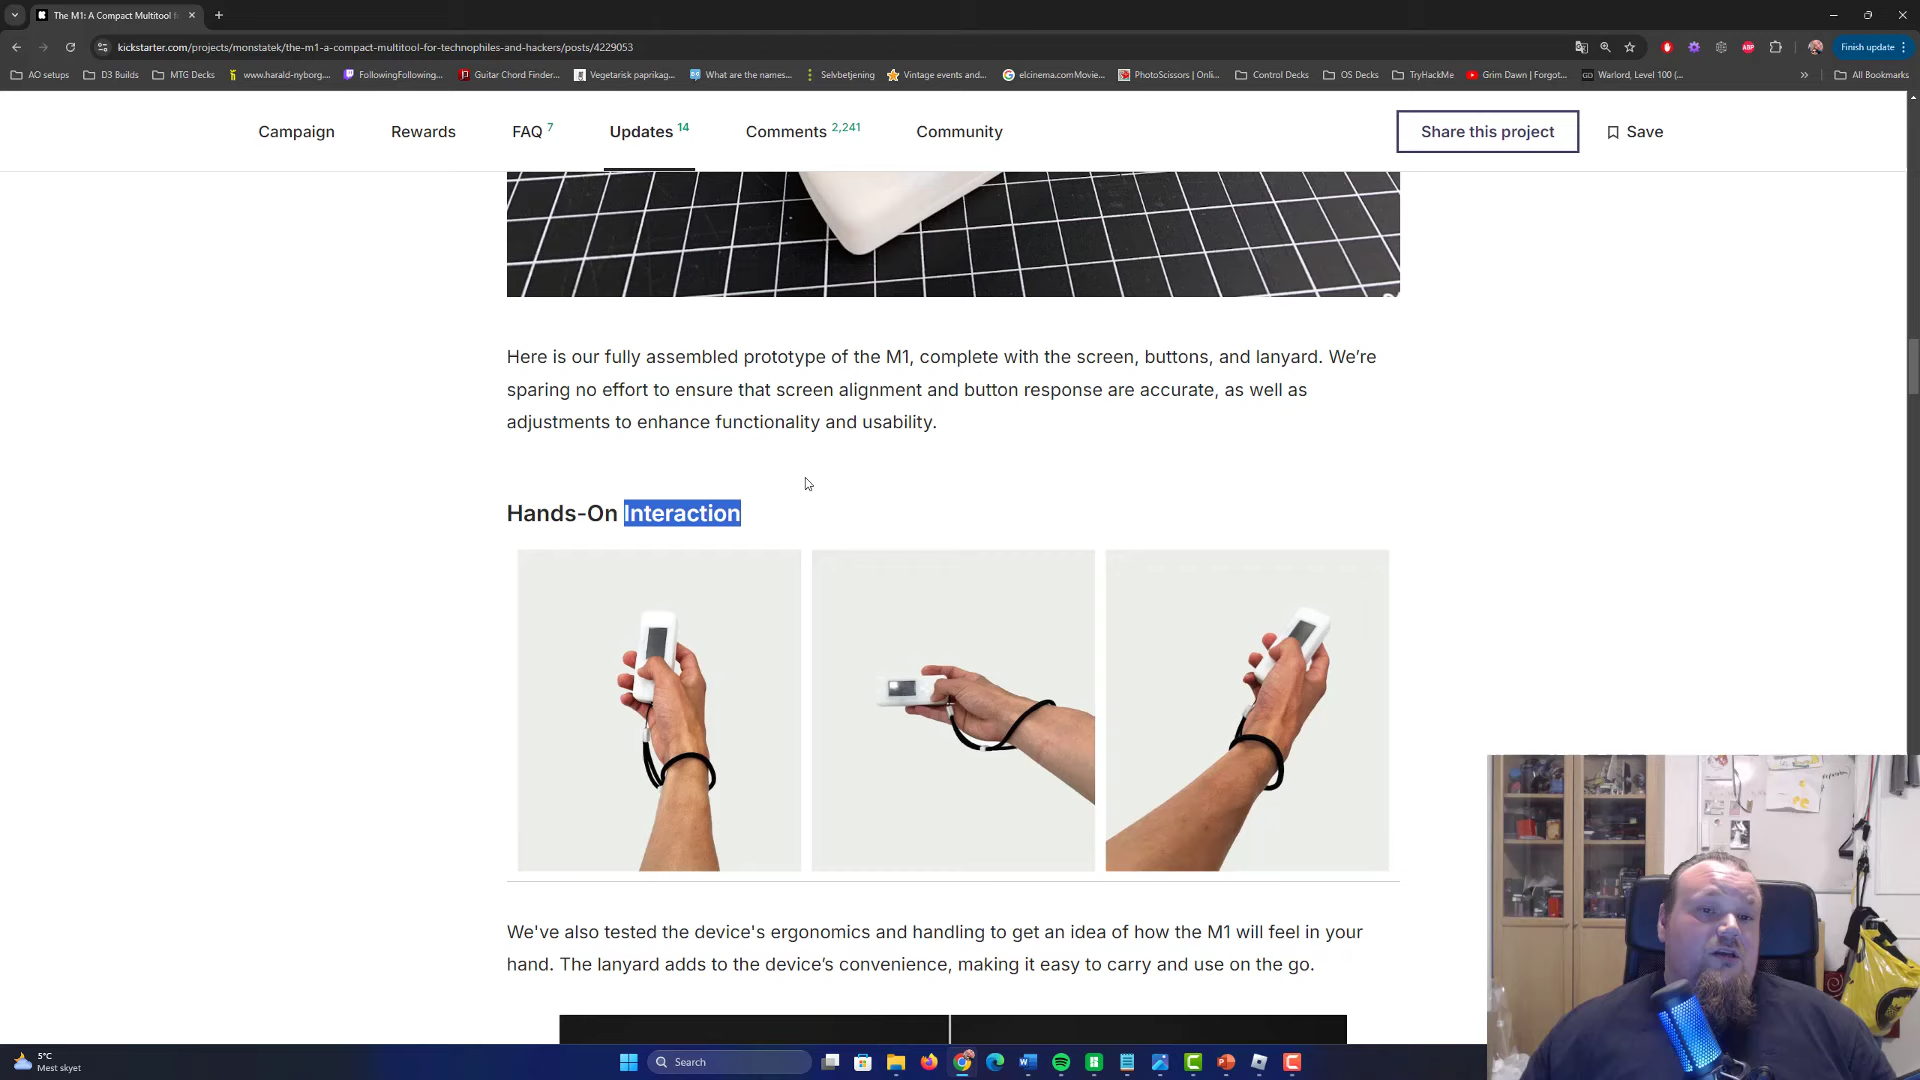 The M1: A Compact Multitool f
kickstarter.com/projects/monstatek/the-m1-a-compact-multitool-for-technophiles-and-hackers/posts/4229053
Finish update
AO setups
D3 Builds
MTG Decks
www.harald-nyborg...
FollowingFollowing...
Guitar Chord Finder...
Vegetarisk paprikag...
What are the names...
Selvbetjening
Vintage events and...
elcinema.comMovie...
PhotoScissors | Onli...
Control Decks
OS Decks
TryHackMe
Grim Dawn | Forgot...
Warlord, Level 100 (...
All Bookmarks
Campaign
Rewards
FAQ 7
Updates 14
Comments 2,241
Community
Share this project
Save
Here is our fully assembled prototype of the M1, complete with the screen, buttons, and lanyard. We’re
sparing no effort to ensure that screen alignment and button response are accurate, as well as
adjustments to enhance functionality and usability.
Hands-On Interaction
We've also tested the device's ergonomics and handling to get an idea of how the M1 will feel in your
hand. The lanyard adds to the device’s convenience, making it easy to carry and use on the go.
5°C
Mest skyet
Search